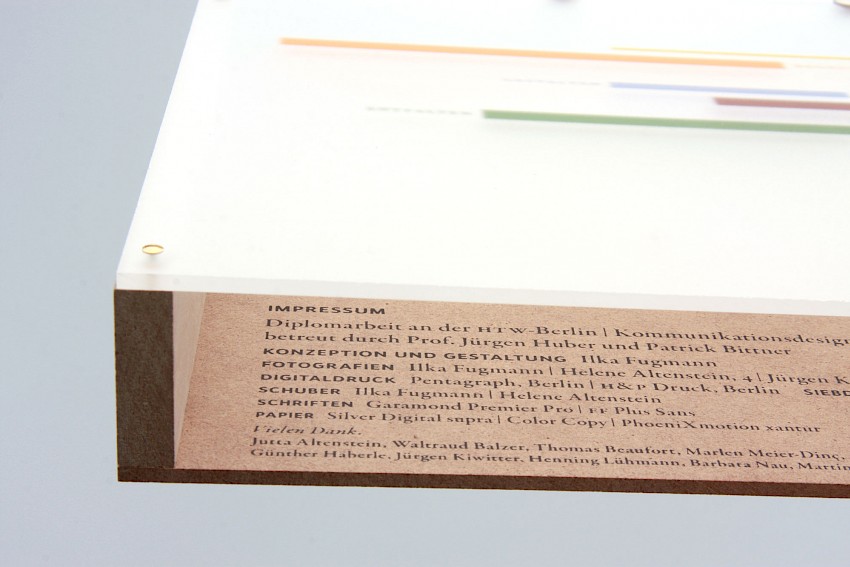 IMPRESSUM
Diplomarbeit an der HTW-Berlin | Kommunikationsdesign
betreut durch Prof. Jürgen Huber und Patrick Bittner
KONZEPTION UND GESTALTUNG Ilka Fugmann
FOTOGRAFIEN Ilka Fugmann | Helene Altenstein, 4 | Jürgen K
DIGITALDRUCK Pentagraph, Berlin | H&P Druck, Berlin SIEBD
SCHUBER Ilka Fugmann | Helene Altenstein
SCHRIFTEN Garamond Premier Pro | FF Plus Sans
PAPIER Silver Digital supra | Color Copy | PhoeniXmotion xantur
Vielen Dank.
Jutta Altenstein, Waltraud Balzer, Thomas Beaufort, Marlen Meier-Dinç,
Günther Häberle, Jürgen Kiwitter, Henning Lühmann, Barbara Nau, Martin